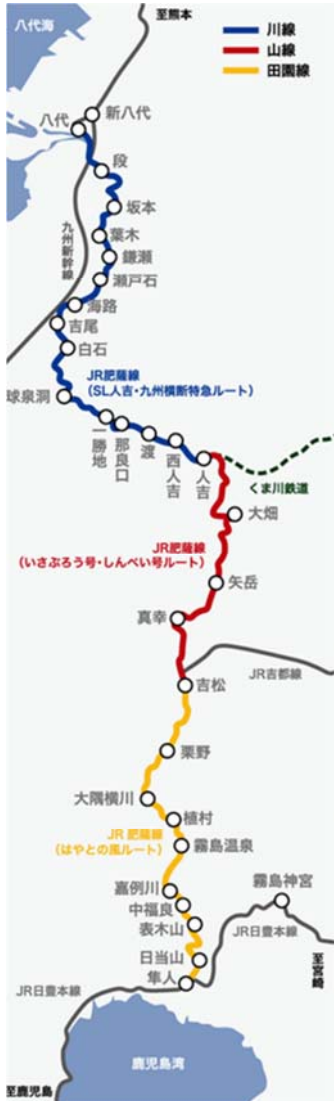 八代海
至熊本
川線
山線
田園線
新八代
八代
段
坂本
九州新幹線
葉木
鎌瀬
瀬戸石
海路
吉尾
白石
JR肥薩線
(SL人吉・九州横断特急ルート)
球泉洞
一勝地
那良口
渡
西人吉
人吉
くま川鉄道
大畑
JR肥薩線
(いさぶろう号・しんぺい号ルート)
矢岳
真幸
JR吉都線
吉松
栗野
大隅横川
植村
JR 肥薩線
(はやとの風ルート)
霧島温泉
嘉例川
霧島神宮
中福良
表木山
JR日豊本線
日当山
至宮崎
隼人
JR日豊本線
鹿児島湾
至鹿児島